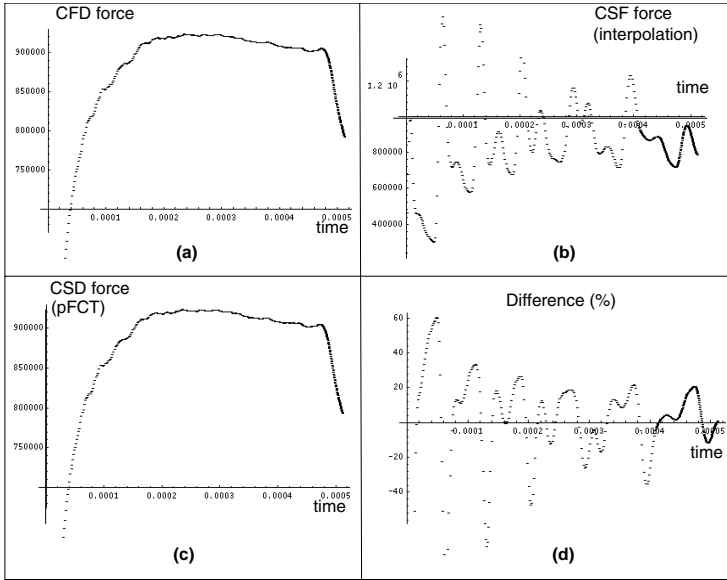 CFD force
900000
850000
800000
750000
0.0001 0.0002 0.0003 0.0004 0.0005
time
(a)
CSF force
(interpolation)
1.2 10 6
time
0.0001 0.0002 0.0003 0.0004 0.0005
800000
600000
400000
(b)
CSD force
(pFCT)
900000
850000
800000
750000
0.0001 0.0002 0.0003 0.0004 0.0005
time
(c)
Difference (%)
60
40
20
0.0001 0.0002 0.0003 0.0004 0.0005
time
-20
-40
(d)